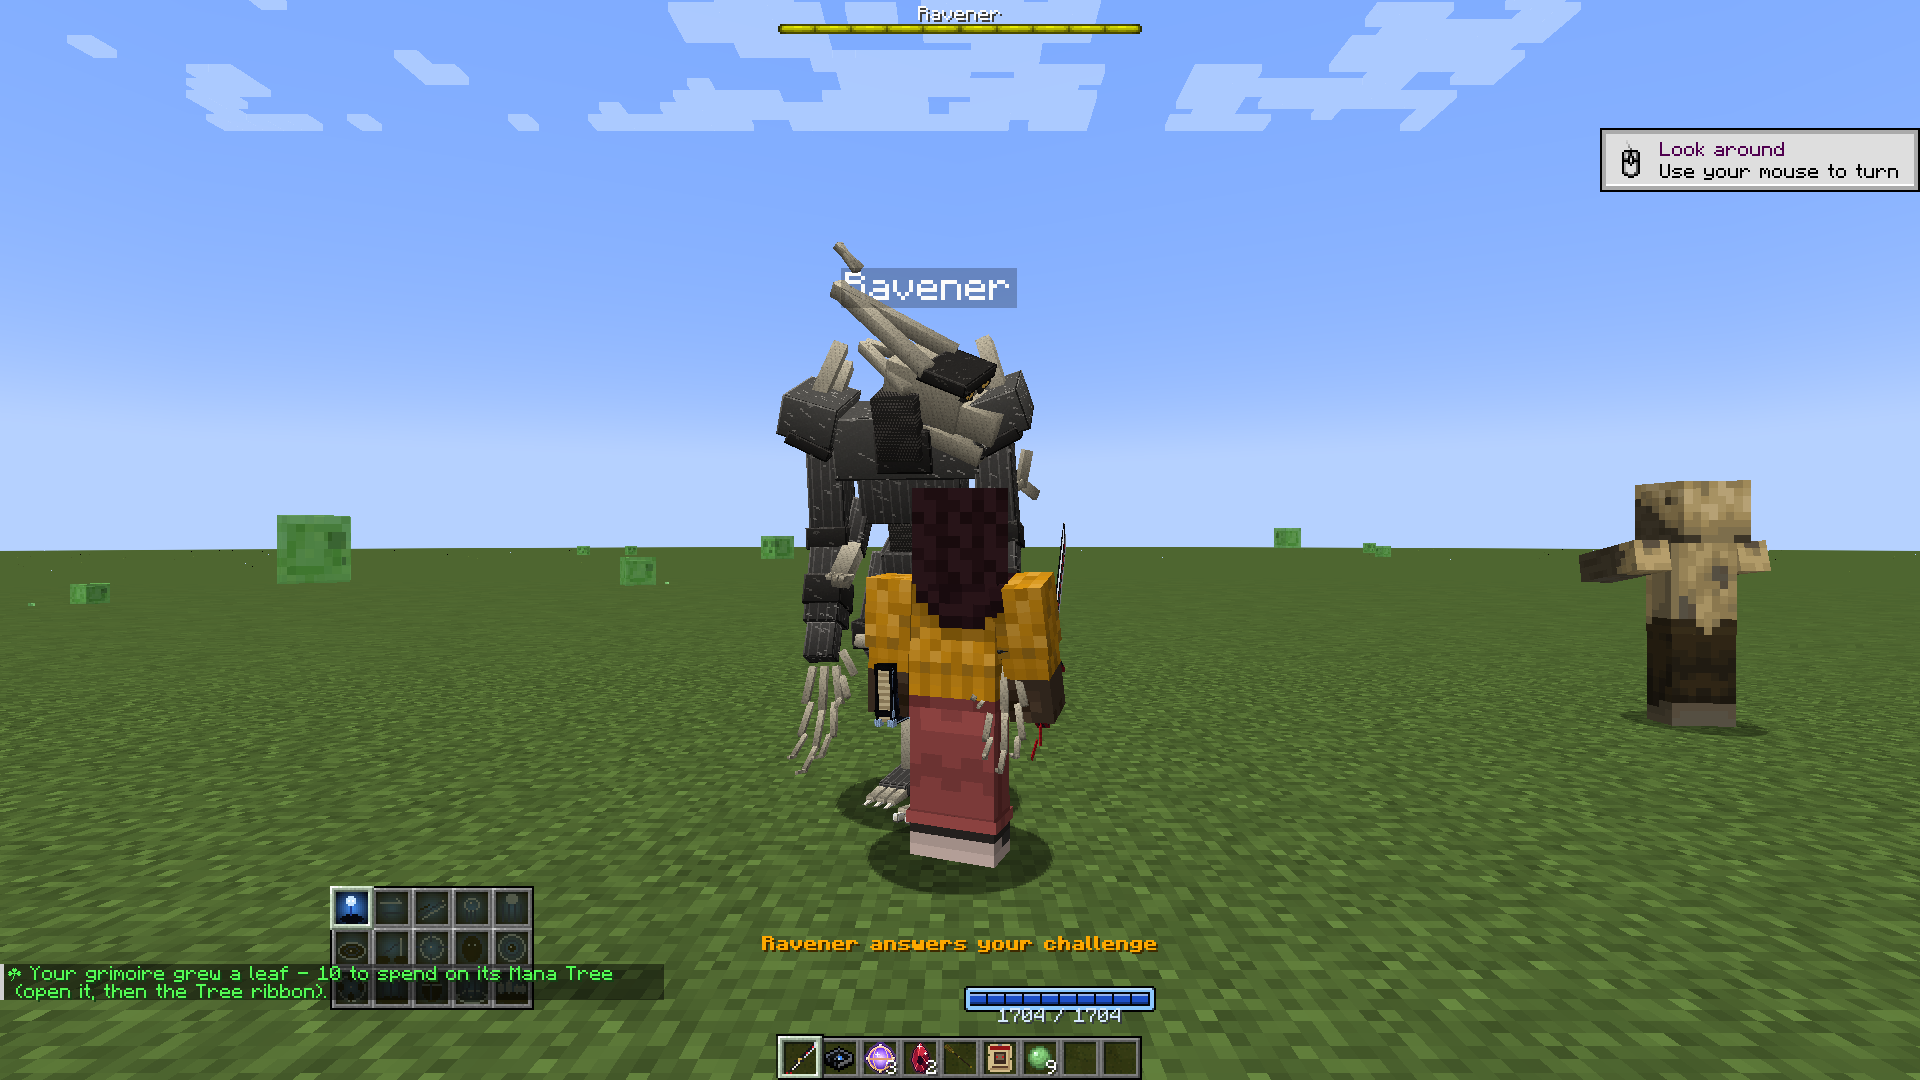 Ravener
Look around
Use your mouse to turn
Ravener
Ravener answers your challenge
☘ Your grimoire grew a leaf - 10 to spend on its Mana Tree
(open it, then the Tree ribbon).
1704 / 1704
3
2
9